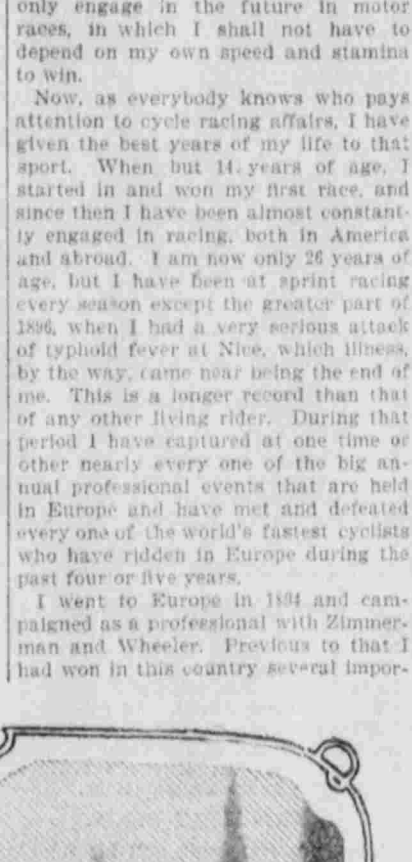 only engage in the future in motor
races, in which I shall not have to
depend on my own speed and stamina
to win.
Now, as everybody knows who pays
attention to cycle racing affairs, I have
given the best years of my life to that
sport. When but 14 years of age, I
started in and won my first race, and
since then I have been almost constant-
ly engaged in racing, both in America
and abroad. I am now only 26 years of
age, but I have been at sprint racing
every season except the greater part of
1896, when I had a very serious attack
of typhoid fever at Nice, which illness,
by the way, came near being the end of
me. This is a longer record than that
of any other living rider. During that
period I have captured at one time or
other nearly every one of the big an-
nual professional events that are held
in Europe and have met and defeated
every one of the world's fastest cyclists
who have ridden in Europe during the
past four or five years.
I went to Europe in 1894 and cam-
paigned as a professional with Zimmer-
man and Wheeler. Previous to that I
had won in this country several impor-